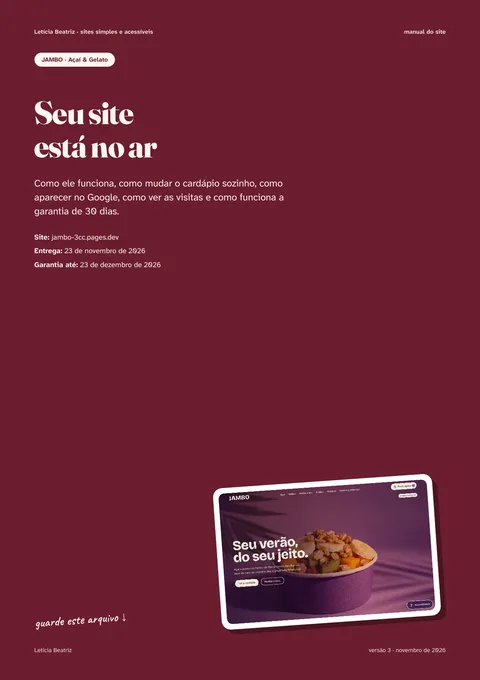 Letícia Beatriz · sites simples e acessíveis
manual do site
JAMBO · Açaí & Gelato
Seu site
está no ar
Como ele funciona, como mudar o cardápio sozinho, como
aparecer no Google, como ver as visitas e como funciona a
garantia de 30 dias.
Site: jambo-3cc.pages.dev
Entrega: 23 de novembro de 2026
Garantia até: 23 de dezembro de 2026
JAMBO
Seu verão,
do seu jeito.
guarde este arquivo ↓
Letícia Beatriz
versão 3 · novembro de 2026